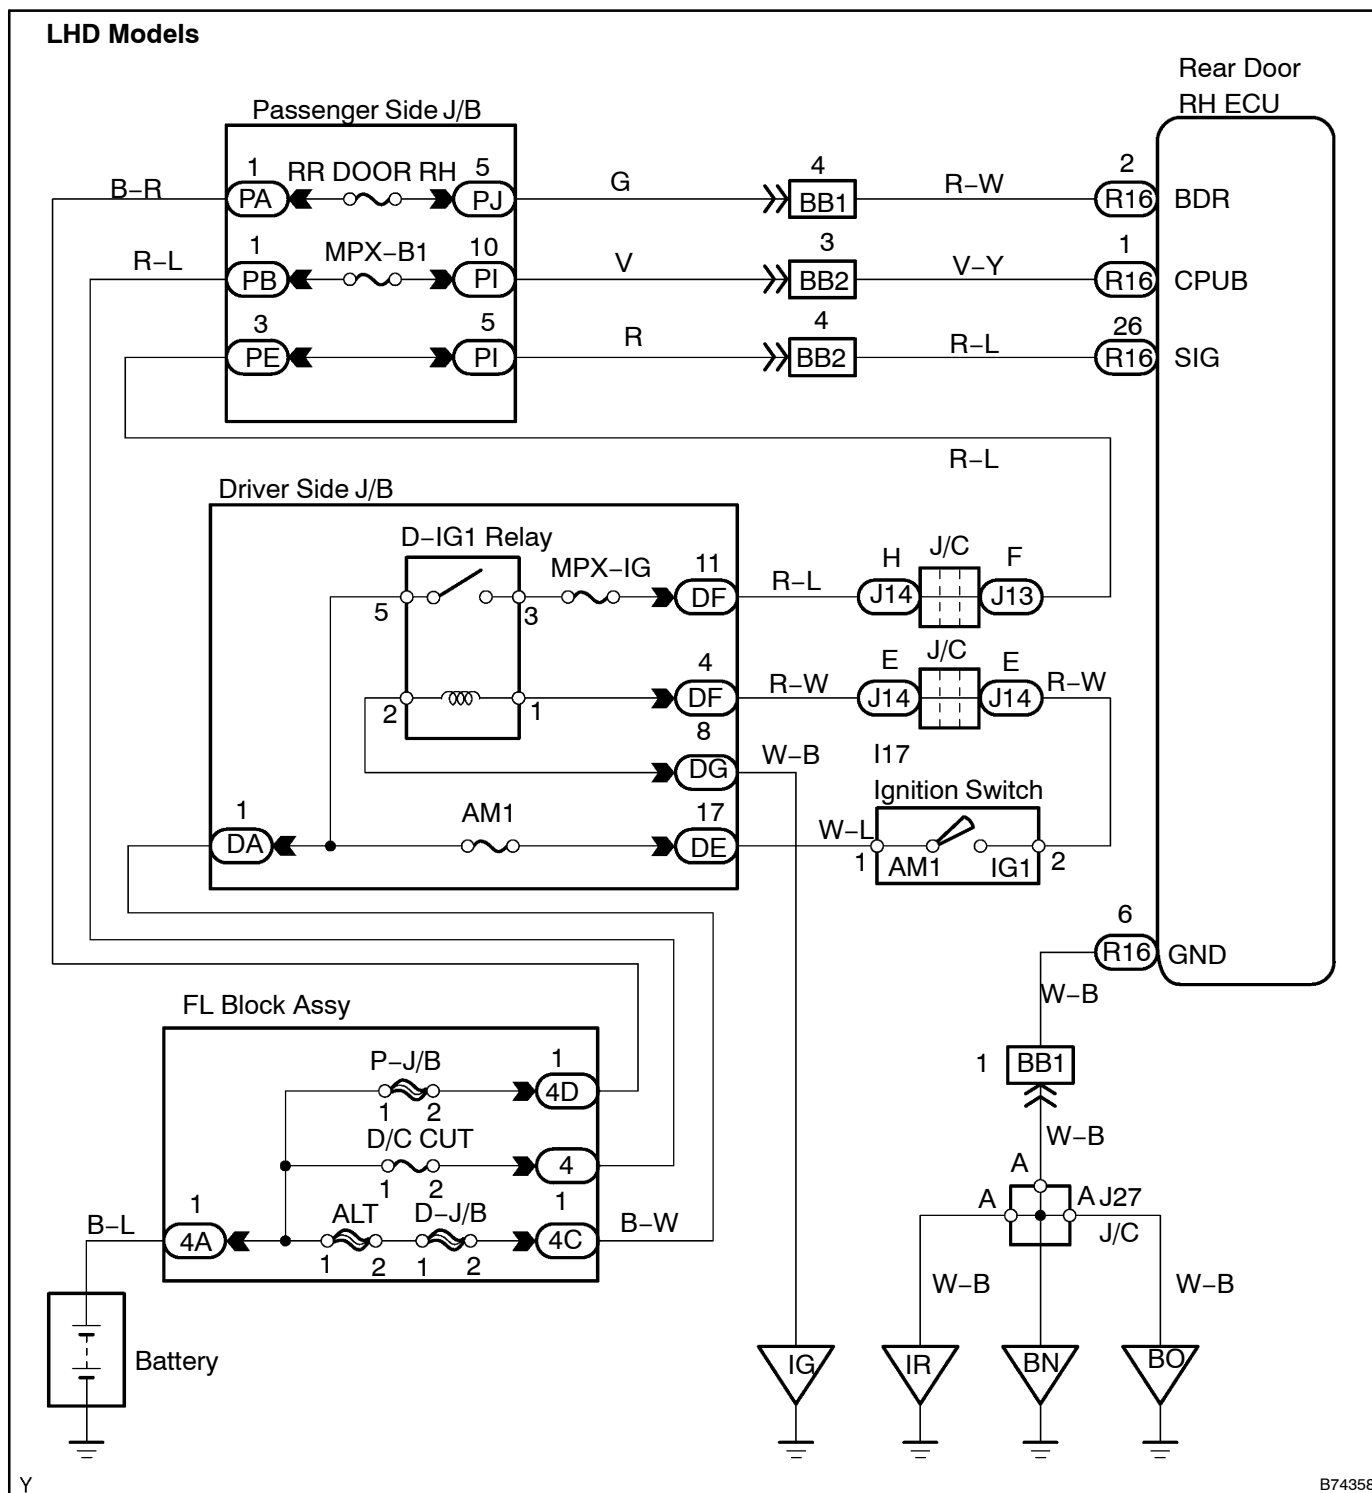 LHD Models
Rear Door
RH ECU
Passenger Side J/B
1 RR DOOR RH 5 4 2
B–R PA PJ G BB1 R–W R16 BDR
1 MPX–B1 10 3 1
R–L PB PI V BB2 V–Y R16 CPUB
3 5 4 26
PE PI R BB2 R–L R16 SIG
R–L
Driver Side J/B
D–IG1 Relay
MPX–IG 11 H J/C F
5 3 DF R–L J14 J13
4 E J/C E
2 1 DF R–W J14 J14 R–W
8
DG W–B I17
Ignition Switch
1 AM1 17
DA DE W–L 1 AM1 IG1 2
6
R16 GND
W–B
FL Block Assy
P–J/B 1
1 2 4D
1 BB1
D/C CUT
1 2 4
W–B
1 ALT D–J/B 1
B–L 4A 1 2 1 2 4C B–W
A
A A J27
J/C
W–B W–B
Battery
IG IR BN BO
Y B74358